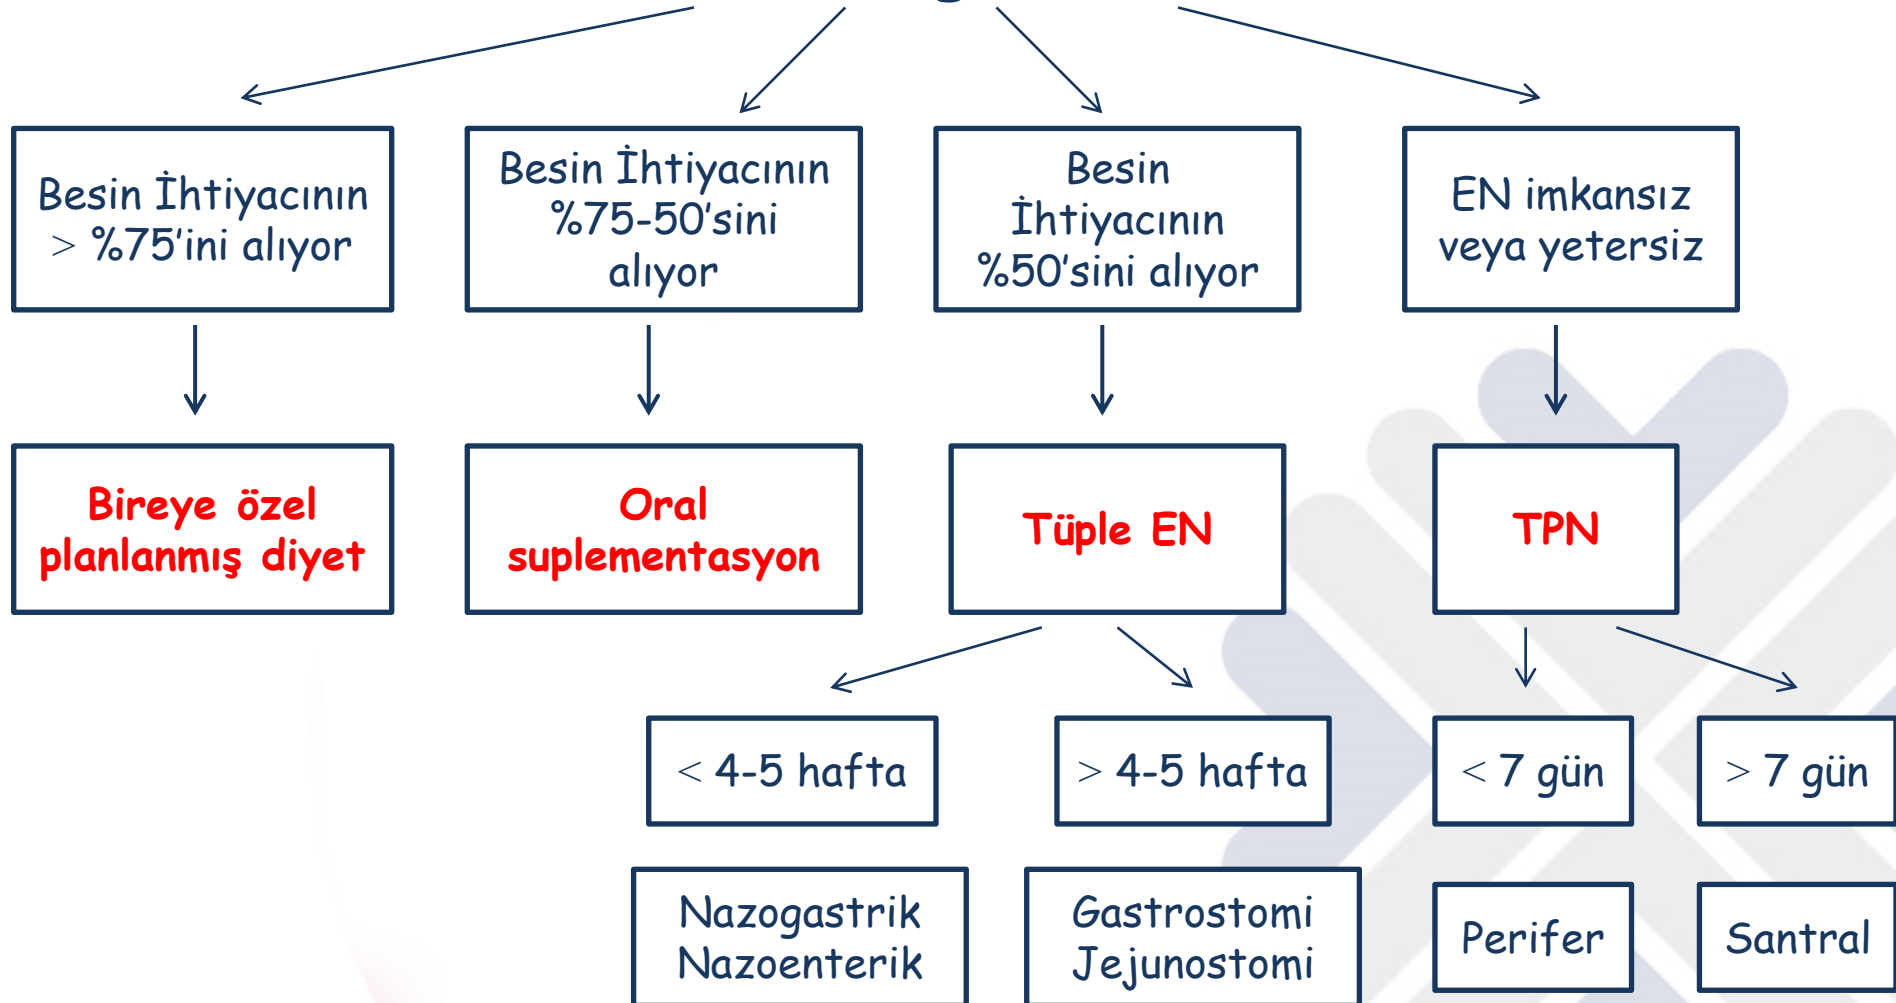 Besin İhtiyacının
> %75’ini alıyor
Besin İhtiyacının
%75-50’sini
alıyor
Besin
İhtiyacının
%50’sini alıyor
EN imkansız
veya yetersiz
Bireye özel
planlanmış diyet
Oral
suplementasyon
Tüple EN
TPN
< 4-5 hafta
> 4-5 hafta
< 7 gün
> 7 gün
Nazogastrik
Nazoenterik
Gastrostomi
Jejunostomi
Perifer
Santral